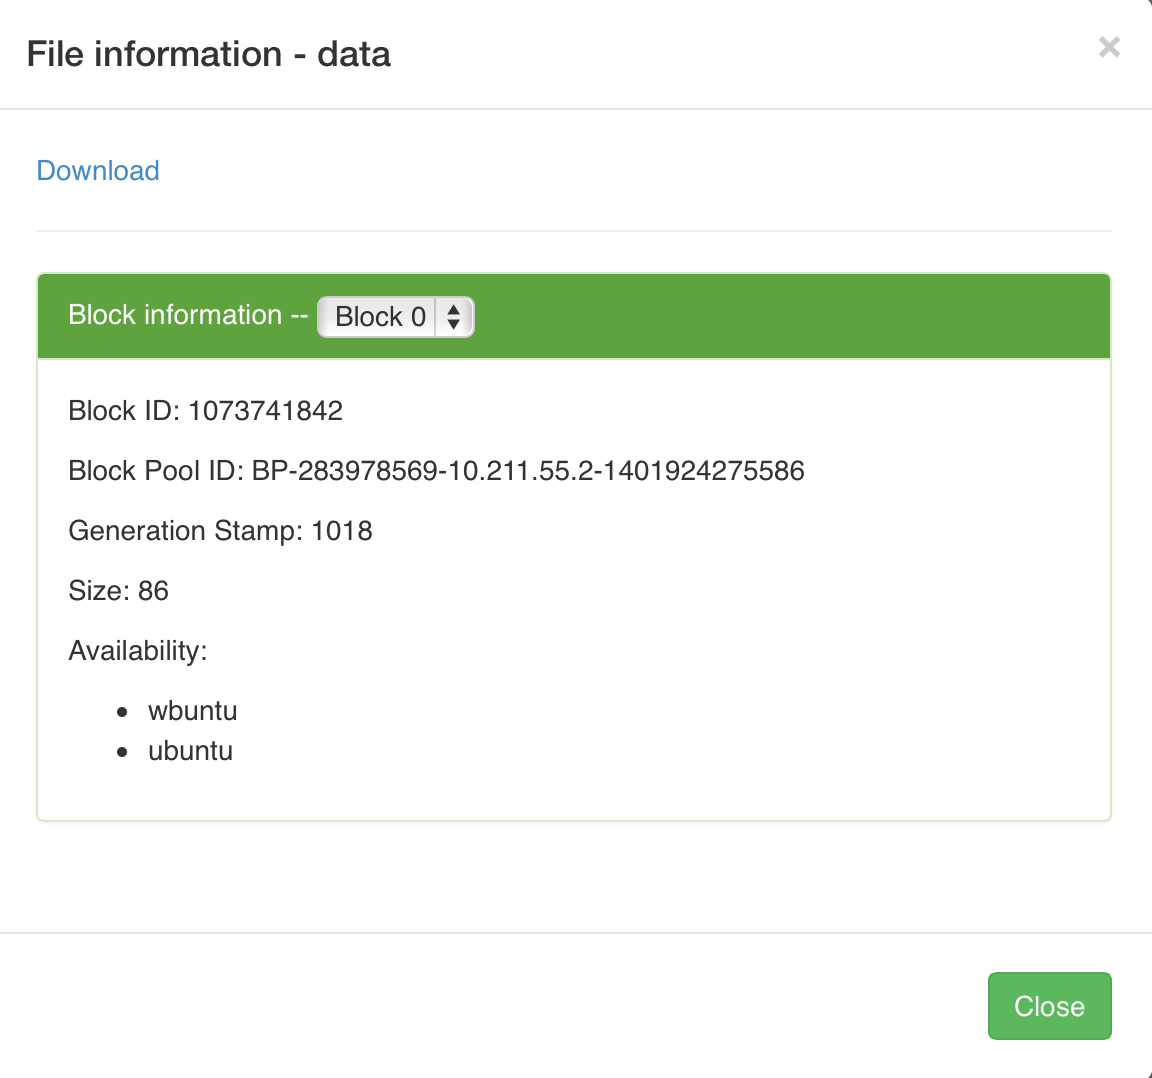 File information - data
×
Download
Block information -- Block 0
Block ID: 1073741842
Block Pool ID: BP-283978569-10.211.55.2-1401924275586
Generation Stamp: 1018
Size: 86
Availability:
• wbuntu
• ubuntu
Close